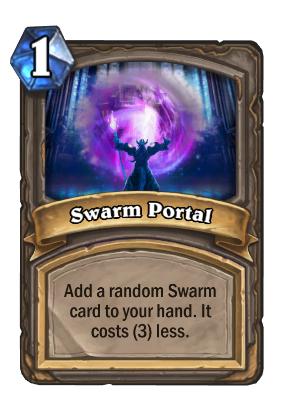 1
Swarm Portal
Add a random Swarm
card to your hand. It
costs (3) less.